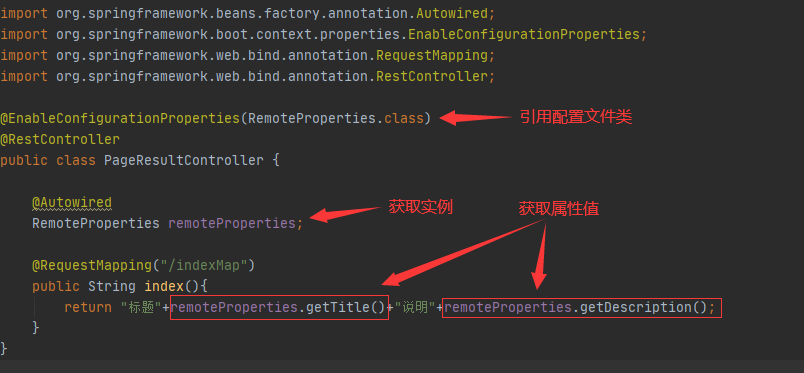 import org.springframework.beans.factory.annotation.Autowired;
import org.springframework.boot.context.properties.EnableConfigurationProperties;
import org.springframework.web.bind.annotation.RequestMapping;
import org.springframework.web.bind.annotation.RestController;
@EnableConfigurationProperties(RemoteProperties.class) 引用配置文件类
@RestController
public class PageResultController {
@Autowired
RemoteProperties remoteProperties; 获取实例 获取属性值
@RequestMapping("/indexMap")
public String index(){
return "标题"+remoteProperties.getTitle()+"说明"+remoteProperties.getDescription();
}
}